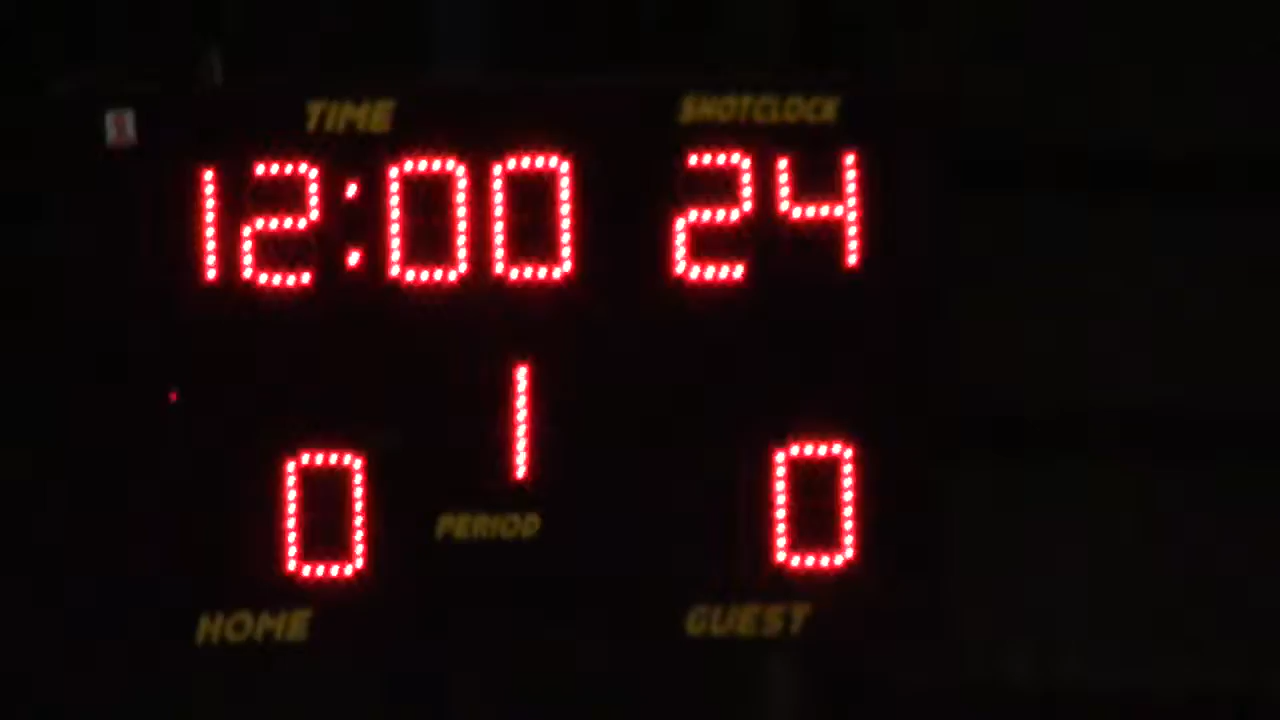 TIME SHOTCLOCK
12:00 24
1
0 0
PERIOD
HOME GUEST